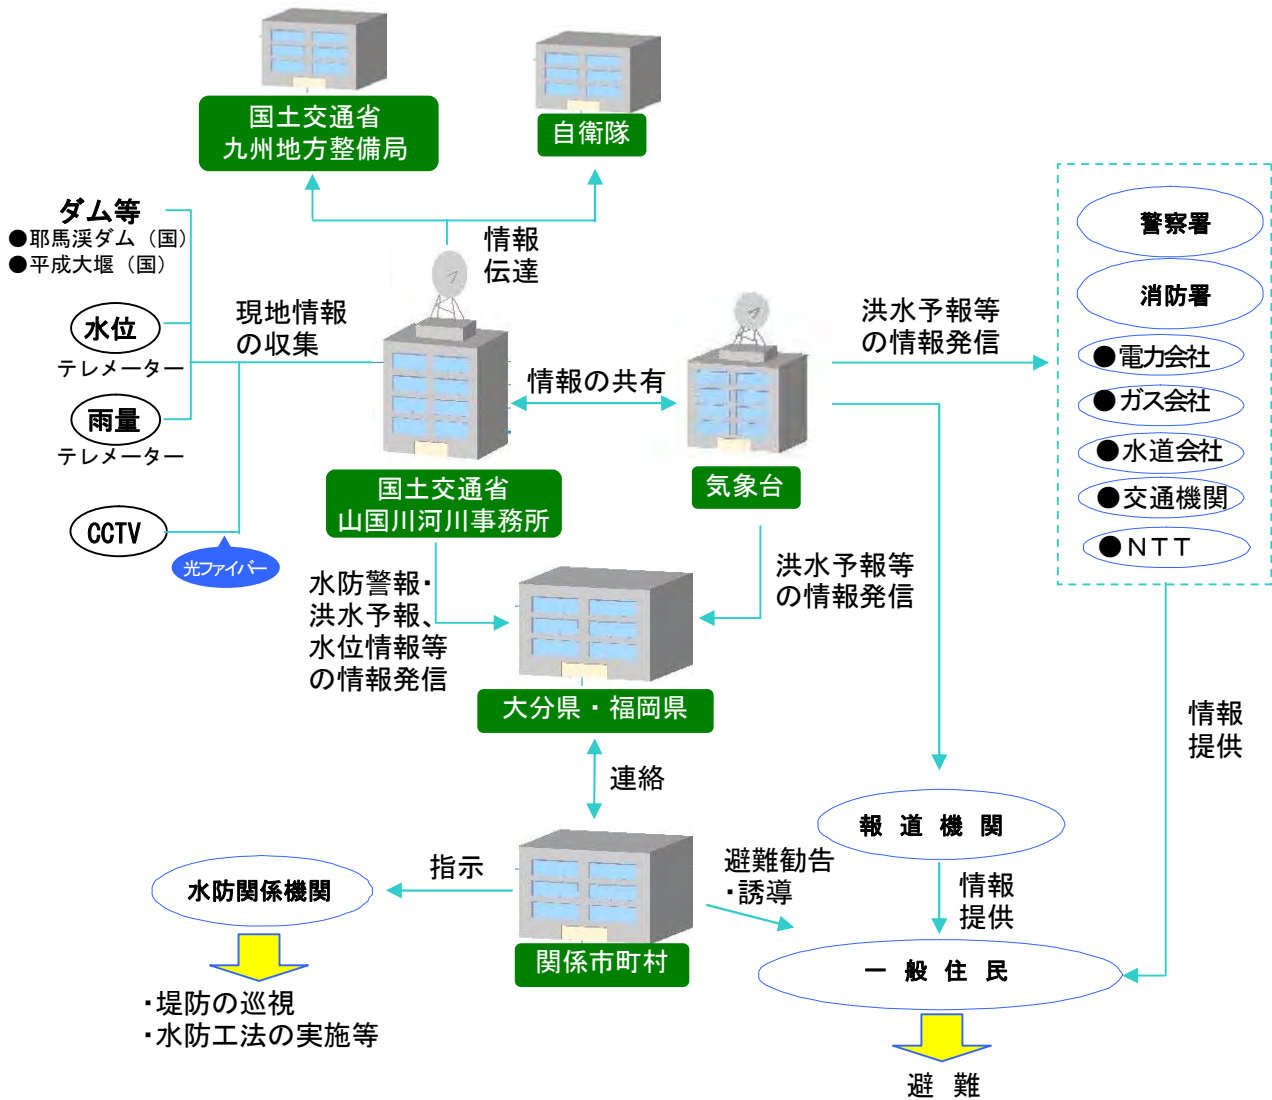 国土交通省
九州地方整備局
自衛隊
ダム等
●耶馬渓ダム（国）
●平成大堰（国）
情報
伝達
警察署
消防署
●電力会社
●ガス会社
●水道会社
●交通機関
●NTT
水位
テレメーター
雨量
テレメーター
CCTV
光ファイバー
現地情報
の収集
情報の共有
洪水予報等
の情報発信
国土交通省
山国川河川事務所
気象台
水防警報・
洪水予報、
水位情報等
の情報発信
洪水予報等
の情報発信
大分県・福岡県
連絡
情報
提供
報道機関
指示
避難勧告
・誘導
情報
提供
水防関係機関
関係市町村
一般住民
・堤防の巡視
・水防工法の実施等
避難